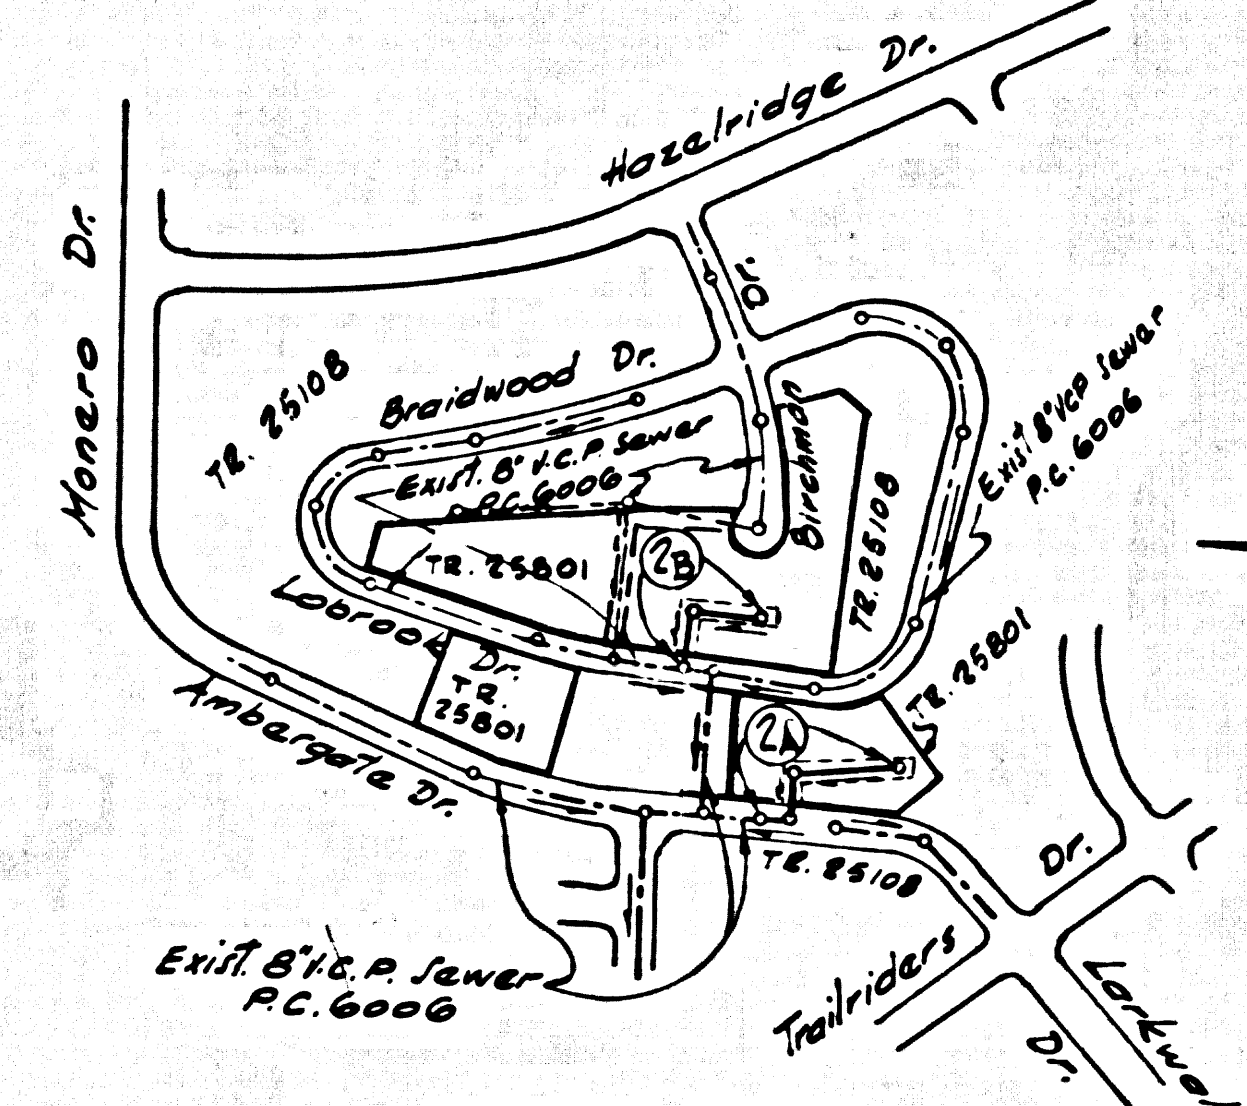 Hazelridge Dr.
Monero Dr.
Dr.
TR. 25108
Braidwood Dr.
Exist. 8" V.C.P. Sewer
P.C. 6006
Birchmon
TR. 25108
Exist 8" VCP Sewer
P.C. 6006
TR. 25801
2B
Lobrook Dr.
TR.
25801
TR. 25801
2A
Ambergate Dr.
TR. 25108
Dr.
Exist. 8" V.C.P. Sewer
P.C. 6006
Trailriders
Dr.